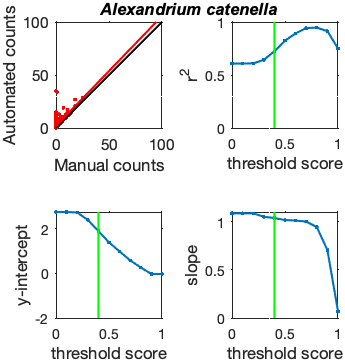 Alexandrium catenella
Automated counts
100
50
0
0 50 100
Manual counts
r2
1
0.5
0
0 0.5 1
threshold score
y-intercept
2
0
-2
0 0.5 1
threshold score
slope
1
0.5
0
0 0.5 1
threshold score